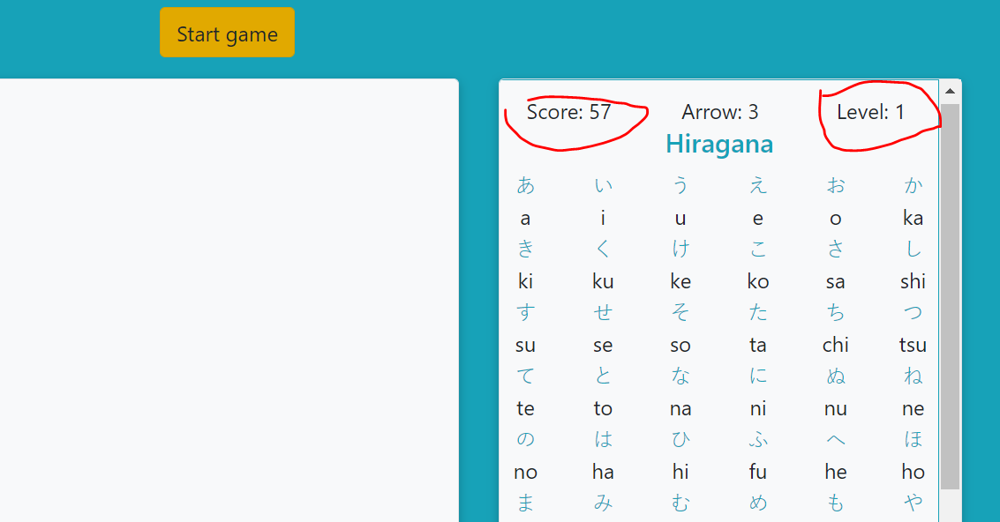 Start game
Score: 57 Arrow: 3 Level: 1
Hiragana
あ い う え お か
a i u e o ka
き く け こ さ し
ki ku ke ko sa shi
す せ そ た ち つ
su se so ta chi tsu
て と な に ぬ ね
te to na ni nu ne
の は ひ ふ へ ほ
no ha hi fu he ho
ま み む め も や